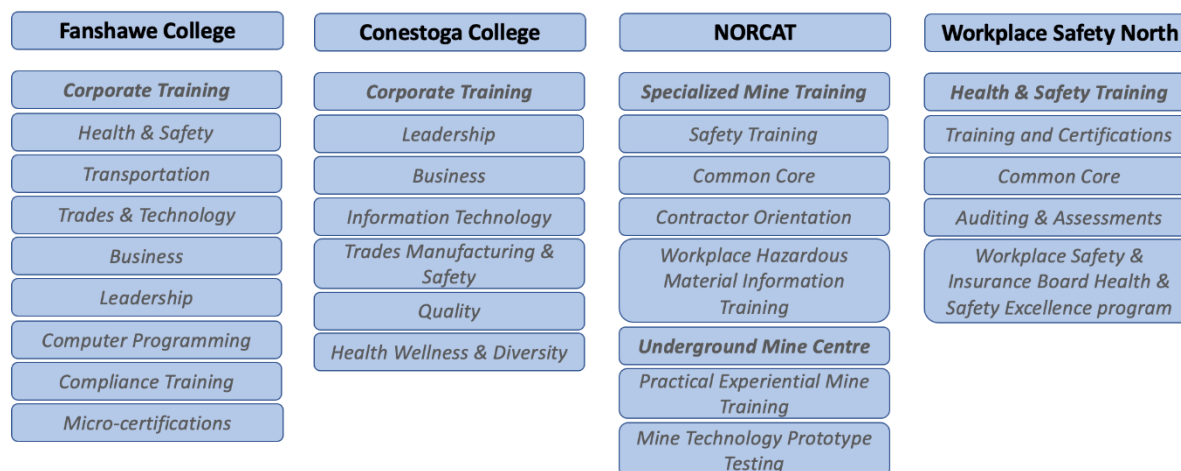 Fanshawe College
Corporate Training
Health & Safety
Transportation
Trades & Technology
Business
Leadership
Computer Programming
Compliance Training
Micro-certifications
Conestoga College
Corporate Training
Leadership
Business
Information Technology
Trades Manufacturing &
Safety
Quality
Health Wellness & Diversity
NORCAT
Specialized Mine Training
Safety Training
Common Core
Contractor Orientation
Workplace Hazardous
Material Information
Training
Underground Mine Centre
Practical Experiential Mine
Training
Mine Technology Prototype
Testing
Workplace Safety North
Health & Safety Training
Training and Certifications
Common Core
Auditing & Assessments
Workplace Safety &
Insurance Board Health &
Safety Excellence program